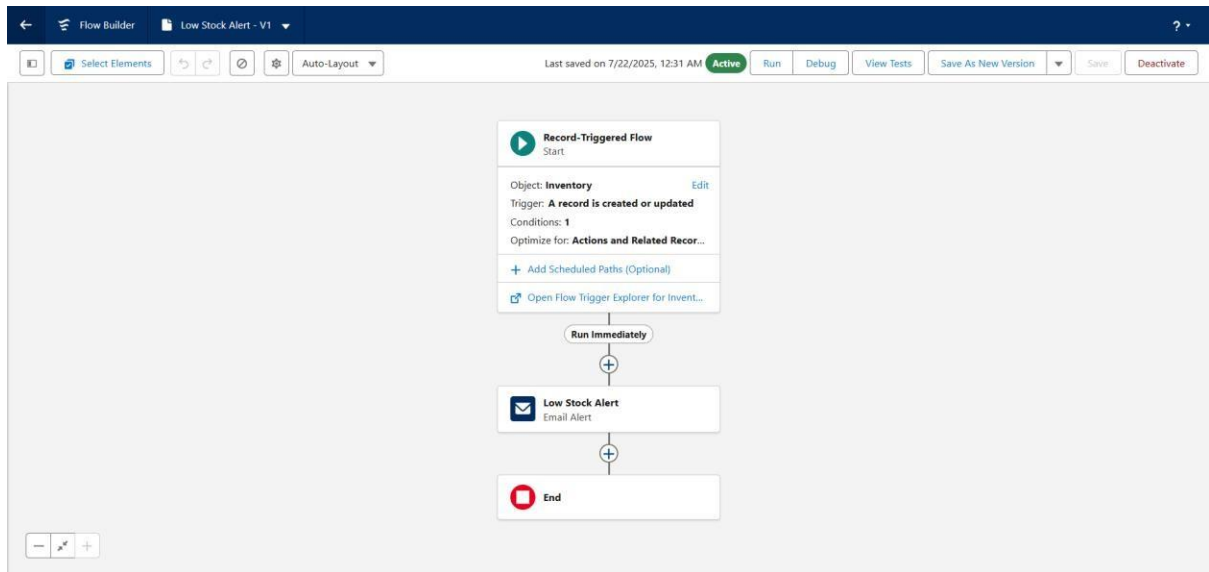 Flow Builder
Low Stock Alert - V1
?
Select Elements
Auto-Layout
Last saved on 7/22/2025, 12:31 AM
Active
Run
Debug
View Tests
Save As New Version
Save
Deactivate
Record-Triggered Flow
Start
Object: Inventory
Edit
Trigger: A record is created or updated
Conditions: 1
Optimize for: Actions and Related Recor...
+ Add Scheduled Paths (Optional)
Open Flow Trigger Explorer for Invent...
Run Immediately
Low Stock Alert
Email Alert
End